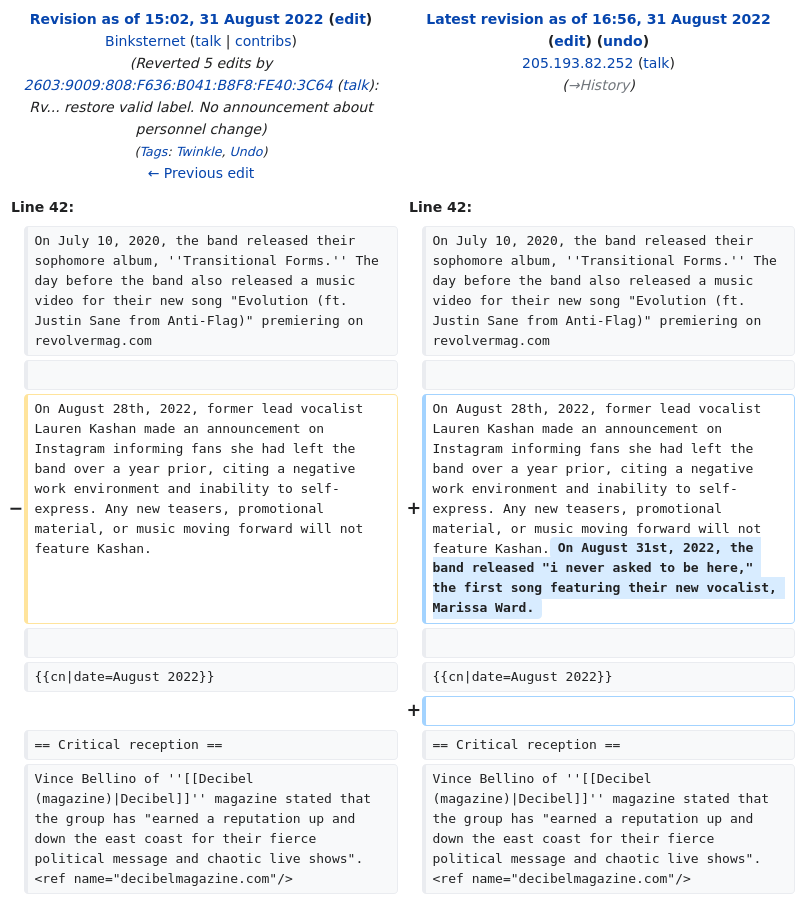 Revision as of 15:02, 31 August 2022 (edit)
Binksternet (talk | contribs)
(Reverted 5 edits by
2603:9009:808:F636:B041:B8F8:FE40:3C64 (talk):
Rv... restore valid label. No announcement about
personnel change)
(Tags: Twinkle, Undo)
← Previous edit
Latest revision as of 16:56, 31 August 2022
(edit) (undo)
205.193.82.252 (talk)
(→History)
Line 42:
Line 42:
On July 10, 2020, the band released their
sophomore album, ''Transitional Forms.'' The
day before the band also released a music
video for their new song "Evolution (ft.
Justin Sane from Anti-Flag)" premiering on
revolvermag.com
On July 10, 2020, the band released their
sophomore album, ''Transitional Forms.'' The
day before the band also released a music
video for their new song "Evolution (ft.
Justin Sane from Anti-Flag)" premiering on
revolvermag.com
−
On August 28th, 2022, former lead vocalist
Lauren Kashan made an announcement on
Instagram informing fans she had left the
band over a year prior, citing a negative
work environment and inability to self-
express. Any new teasers, promotional
material, or music moving forward will not
feature Kashan.
+
On August 28th, 2022, former lead vocalist
Lauren Kashan made an announcement on
Instagram informing fans she had left the
band over a year prior, citing a negative
work environment and inability to self-
express. Any new teasers, promotional
material, or music moving forward will not
feature Kashan. On August 31st, 2022, the
band released "i never asked to be here,"
the first song featuring their new vocalist,
Marissa Ward.
{{cn|date=August 2022}}
{{cn|date=August 2022}}
+
== Critical reception ==
== Critical reception ==
Vince Bellino of ''[[Decibel
(magazine)|Decibel]]'' magazine stated that
the group has "earned a reputation up and
down the east coast for their fierce
political message and chaotic live shows".
<ref name="decibelmagazine.com"/>
Vince Bellino of ''[[Decibel
(magazine)|Decibel]]'' magazine stated that
the group has "earned a reputation up and
down the east coast for their fierce
political message and chaotic live shows".
<ref name="decibelmagazine.com"/>